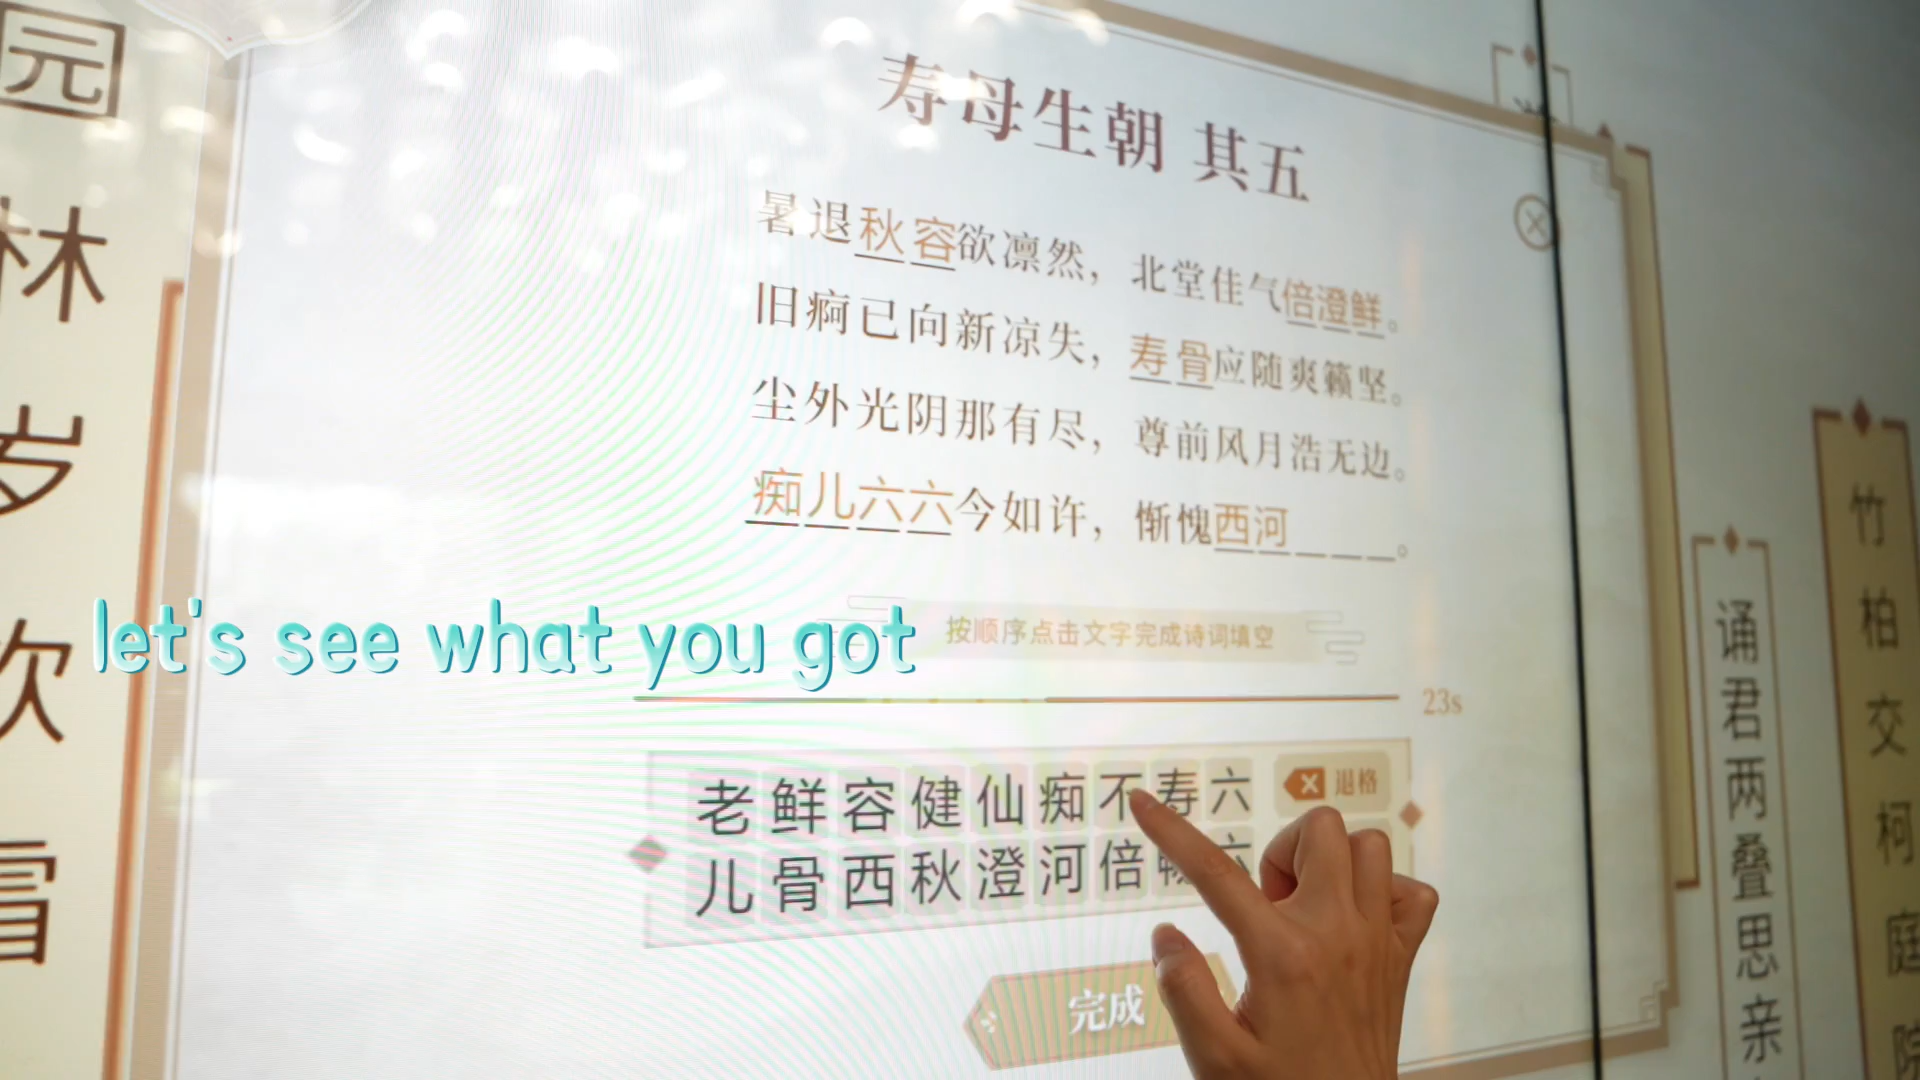 园林
岁
次
雪
寿母生朝 其五
暑退秋容欲凛然，北堂佳气倍澄鲜。
旧痾已向新凉失，寿骨应随爽籁坚。
尘外光阴那有尽，尊前风月浩无边。
痴儿六六今如许，惭愧西河＿＿＿。
let's see what you got
按顺序点击文字完成诗词填空
23s
老鲜容健仙痴不寿六 退格
儿骨西秋澄河倍畅六
完成
诵君两叠思亲
竹柏交柯庭院